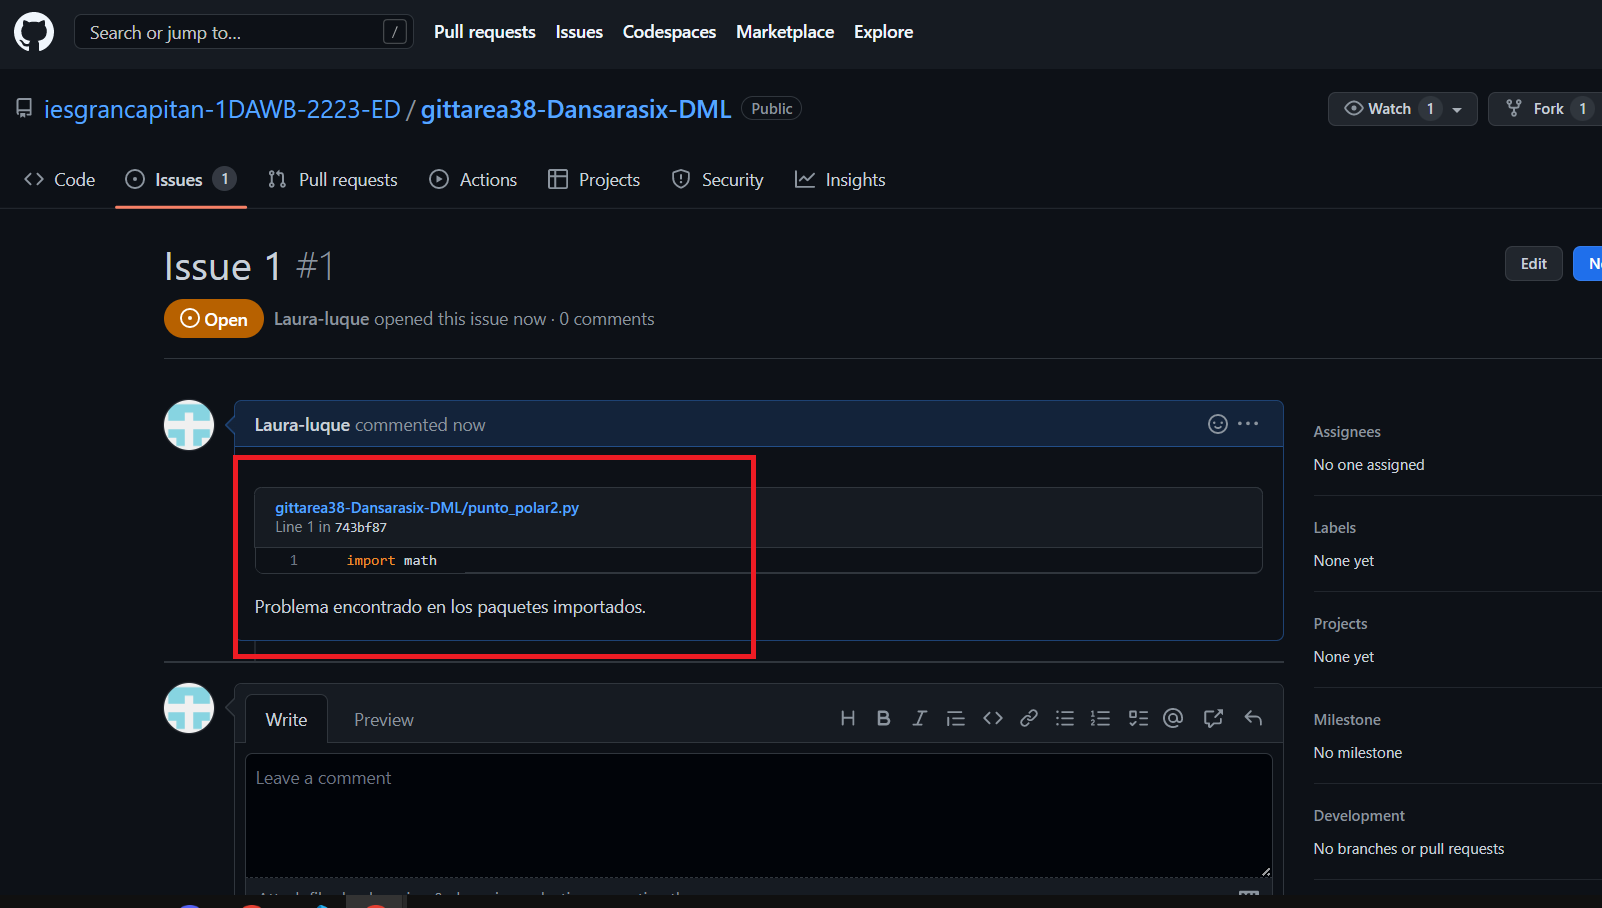 Search or jump to... /
Pull requests Issues Codespaces Marketplace Explore
iesgrancapitan-1DAWB-2223-ED / gittarea38-Dansarasix-DML Public
Watch 1 Fork 1
Code Issues 1 Pull requests Actions Projects Security Insights
Issue 1 #1
Edit
Open Laura-luque opened this issue now · 0 comments
Laura-luque commented now
gittarea38-Dansarasix-DML/punto_polar2.py
Line 1 in 743bf87
1 import math
Problema encontrado en los paquetes importados.
Assignees
No one assigned
Labels
None yet
Projects
None yet
Milestone
No milestone
Development
No branches or pull requests
Write Preview
Leave a comment